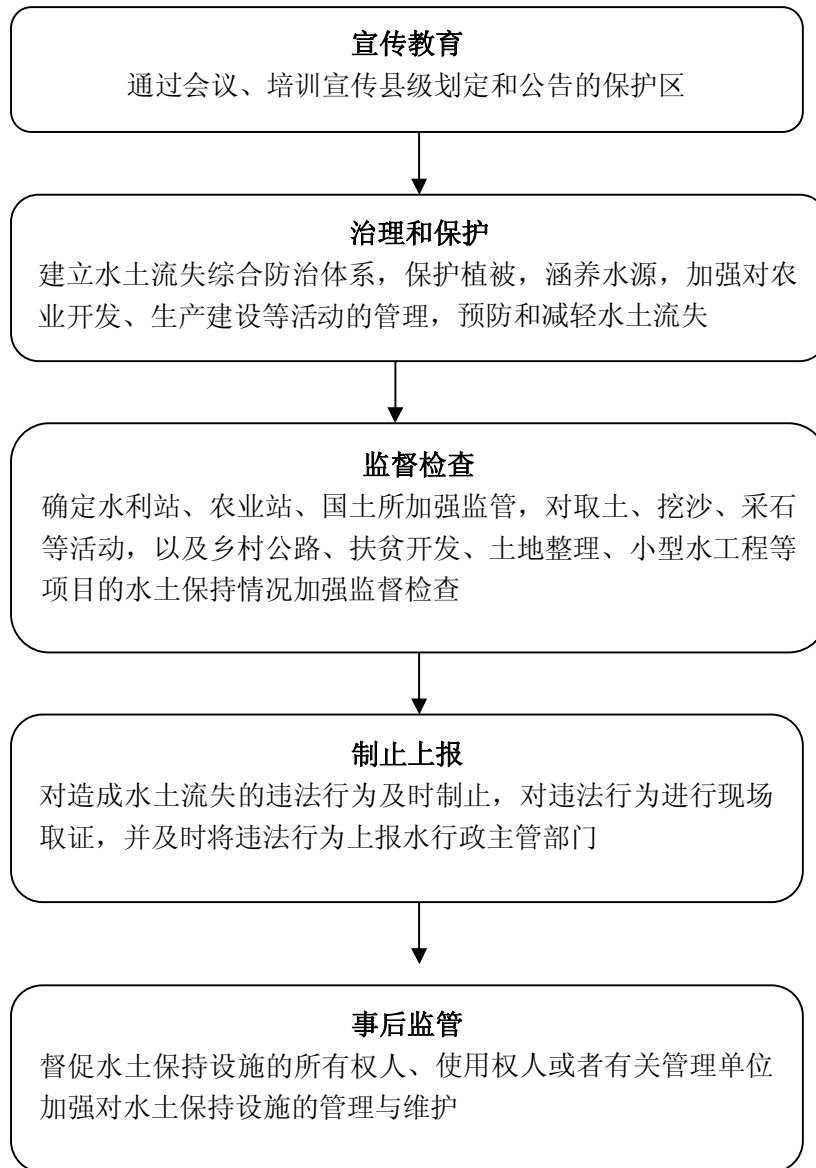 宣传教育
通过会议、培训宣传县级划定和公告的保护区
治理和保护
建立水土流失综合防治体系，保护植被，涵养水源，加强对农
业开发、生产建设等活动的管理，预防和减轻水土流失
监督检查
确定水利站、农业站、国土所加强监管，对取土、挖沙、采石
等活动，以及乡村公路、扶贫开发、土地整理、小型水工程等
项目的水土保持情况加强监督检查
制止上报
对造成水土流失的违法行为及时制止，对违法行为进行现场
取证，并及时将违法行为上报水行政主管部门
事后监管
督促水土保持设施的所有权人、使用权人或者有关管理单位
加强对水土保持设施的管理与维护